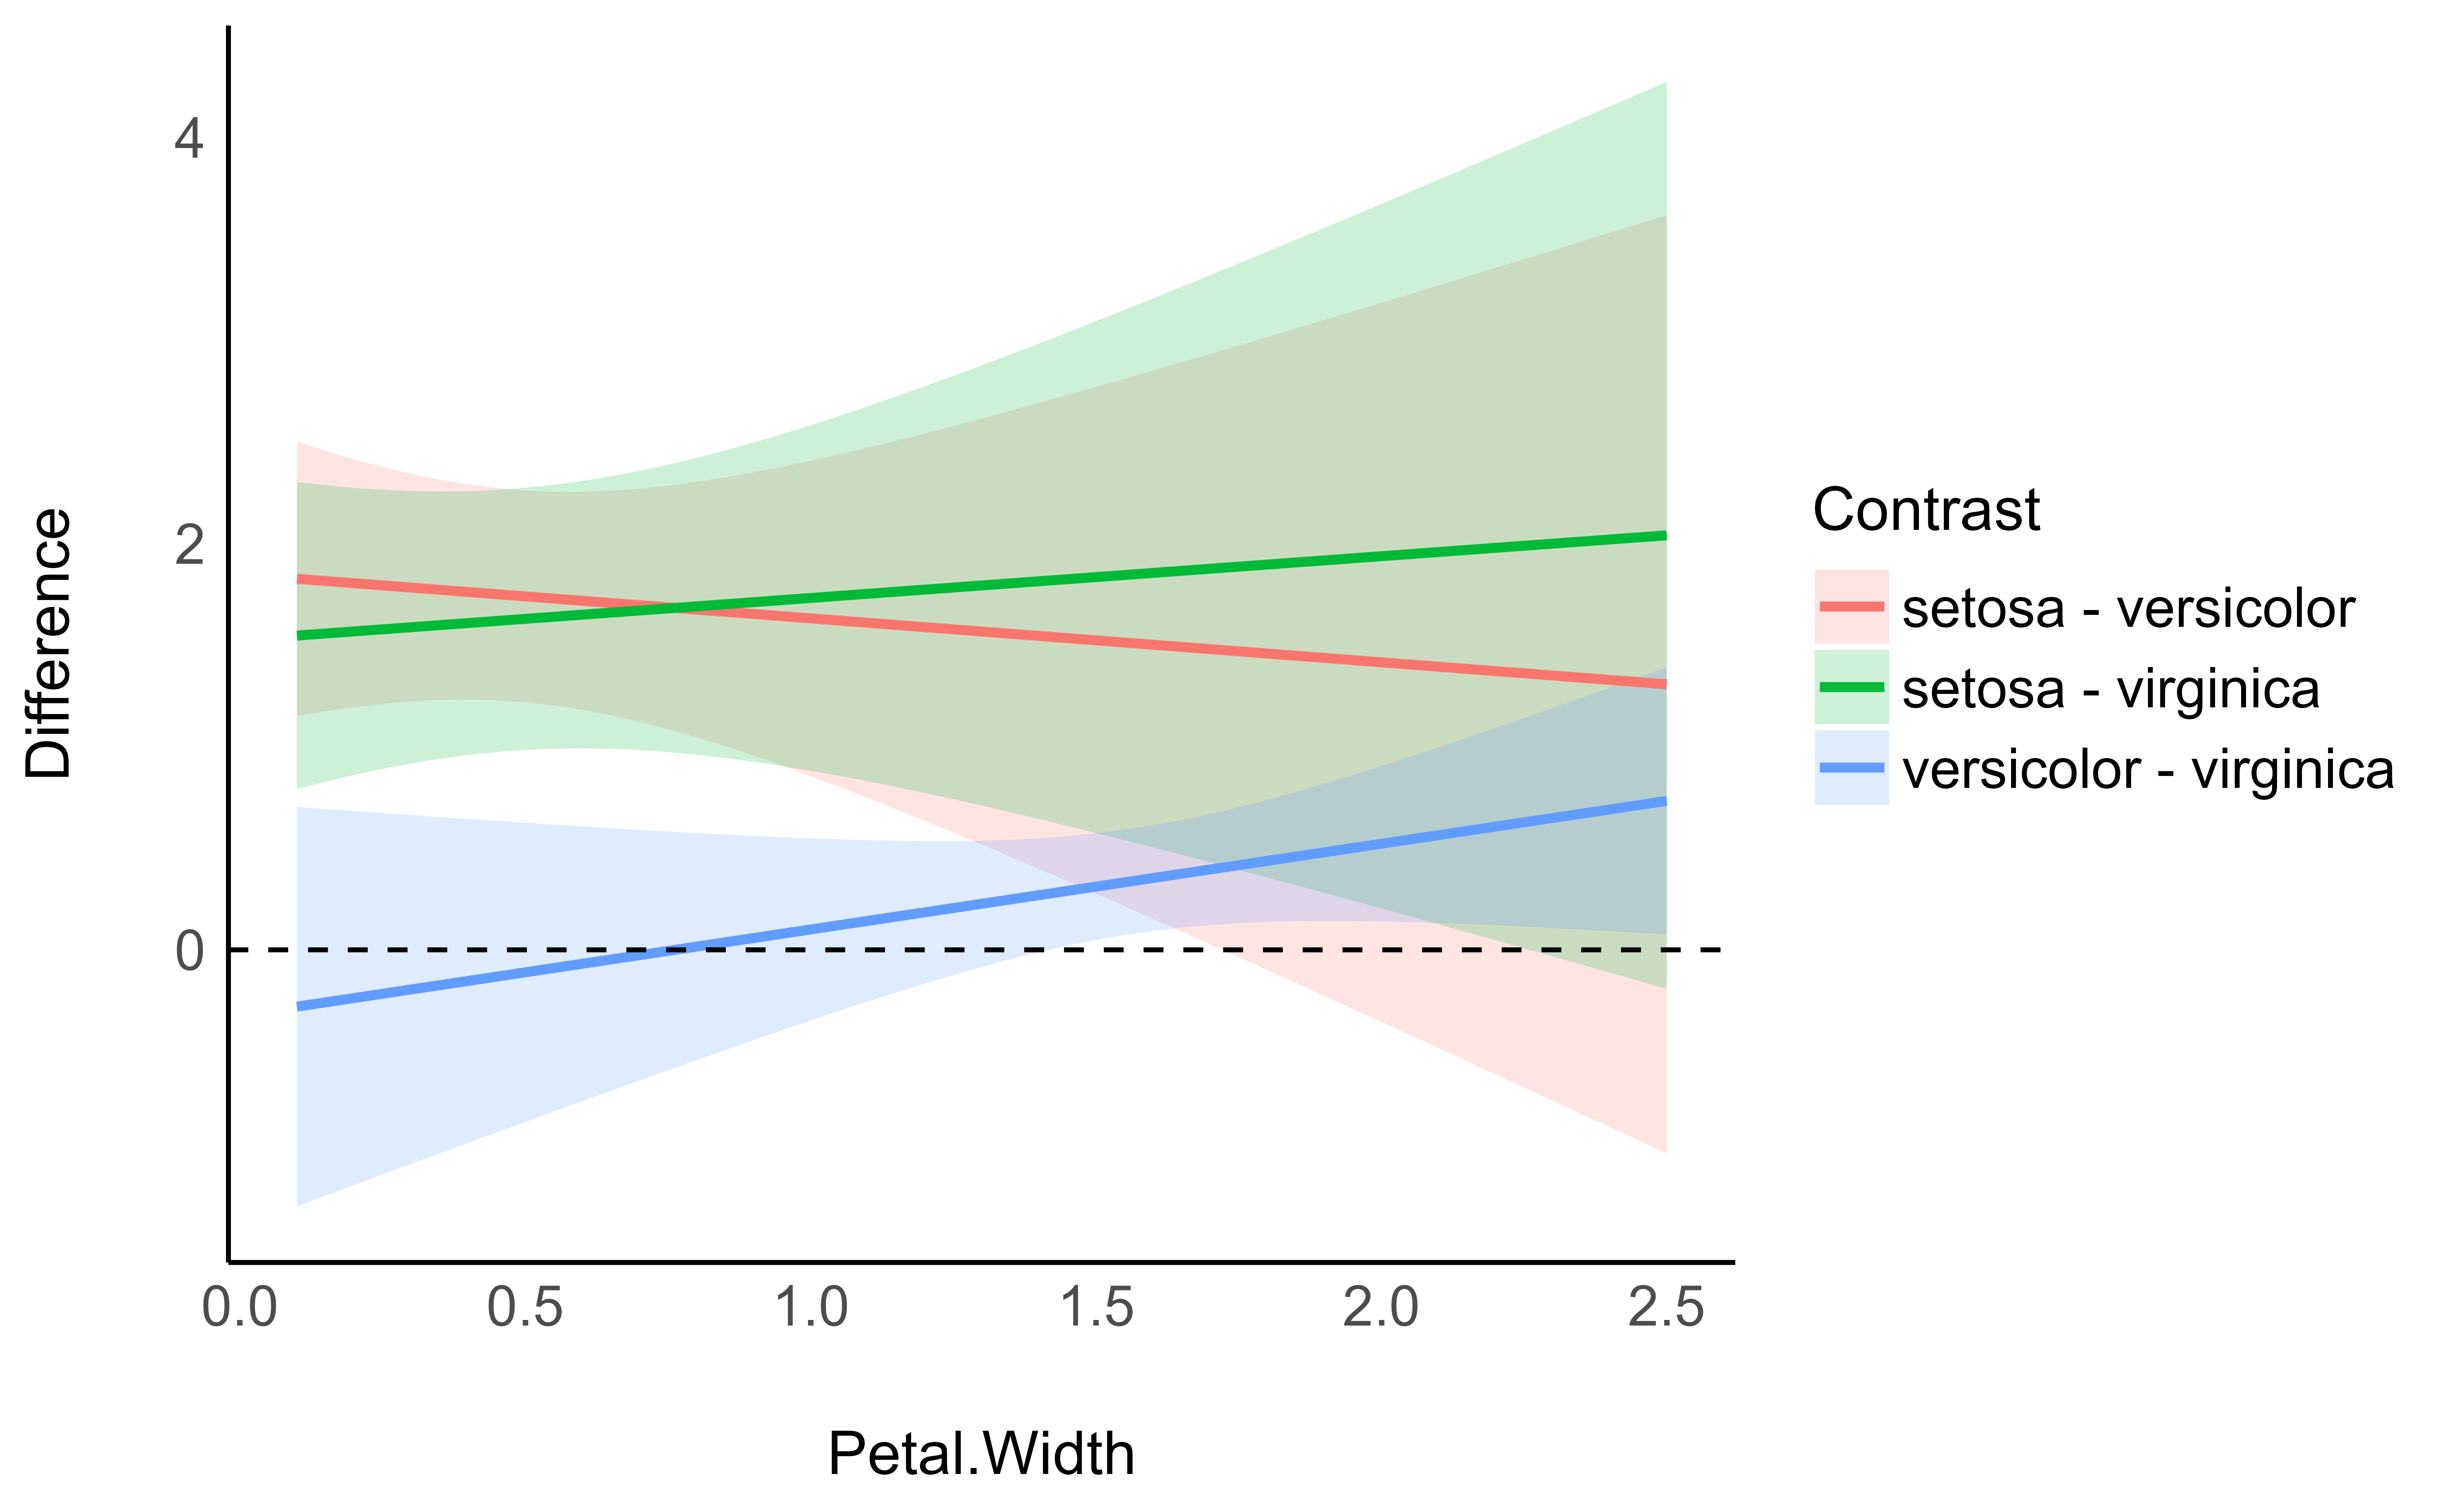 4
2
0
Difference
0.0 0.5 1.0 1.5 2.0 2.5
Petal.Width
Contrast
setosa - versicolor
setosa - virginica
versicolor - virginica